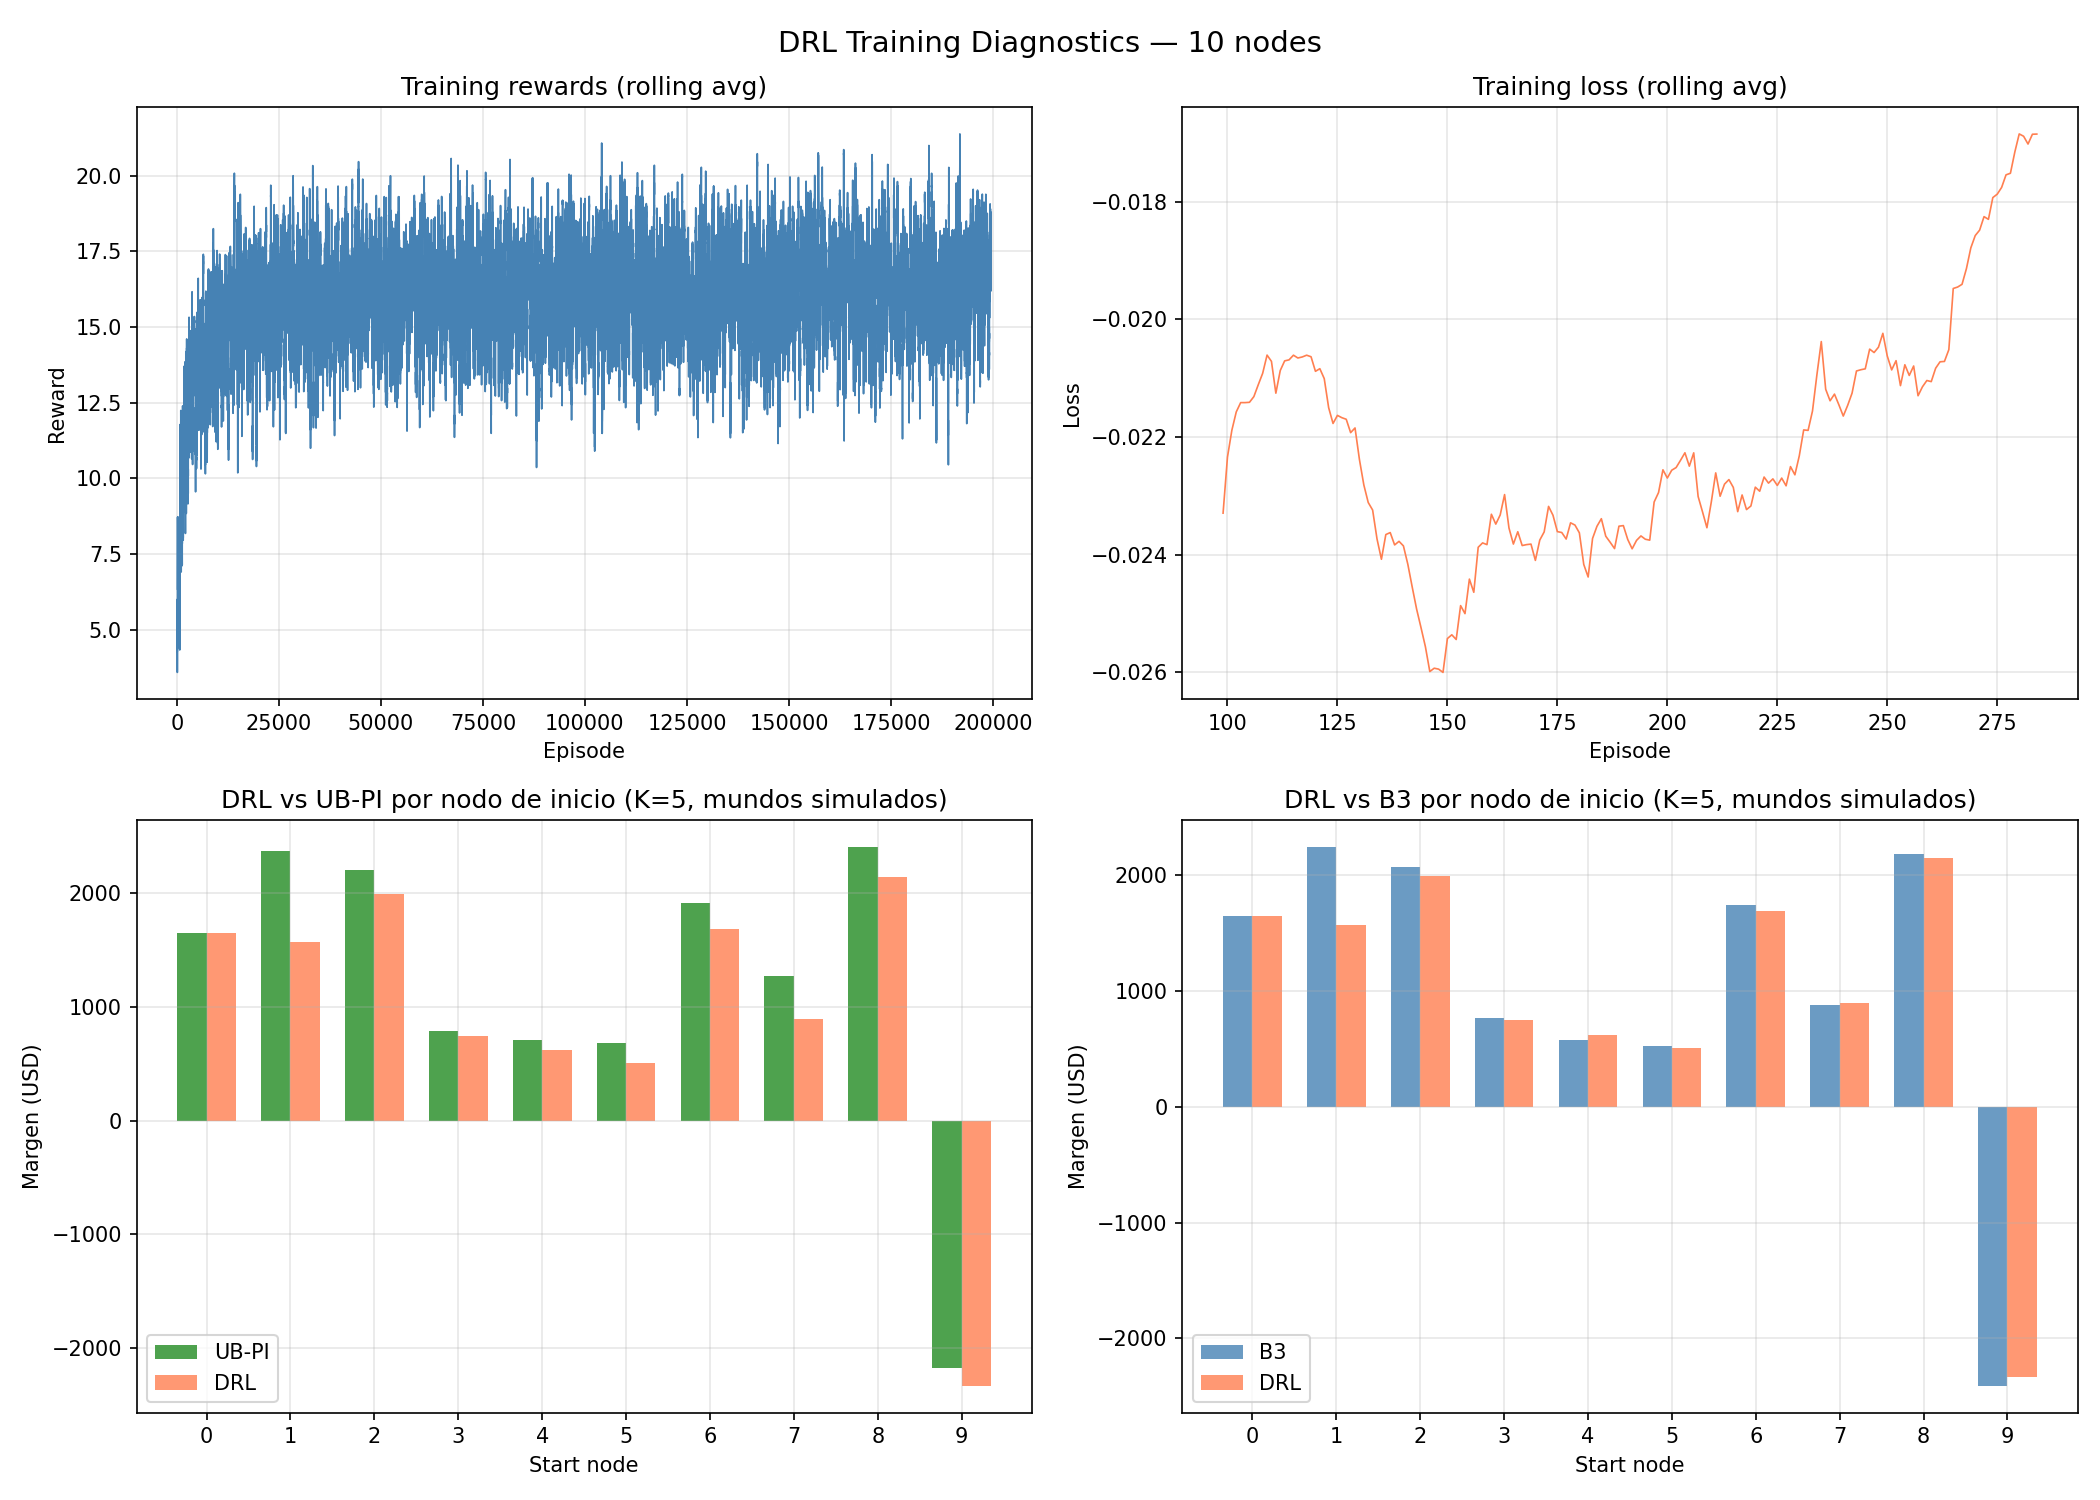 DRL Training Diagnostics — 10 nodes
Training rewards (rolling avg)
Reward
20.0
17.5
15.0
12.5
10.0
7.5
5.0
0 25000 50000 75000 100000 125000 150000 175000 200000
Episode
Training loss (rolling avg)
Loss
−0.018
−0.020
−0.022
−0.024
−0.026
100 125 150 175 200 225 250 275
Episode
DRL vs UB-PI por nodo de inicio (K=5, mundos simulados)
Margen (USD)
2000
1000
0
−1000
−2000
UB-PI
DRL
0 1 2 3 4 5 6 7 8 9
Start node
DRL vs B3 por nodo de inicio (K=5, mundos simulados)
Margen (USD)
2000
1000
0
−1000
−2000
B3
DRL
0 1 2 3 4 5 6 7 8 9
Start node